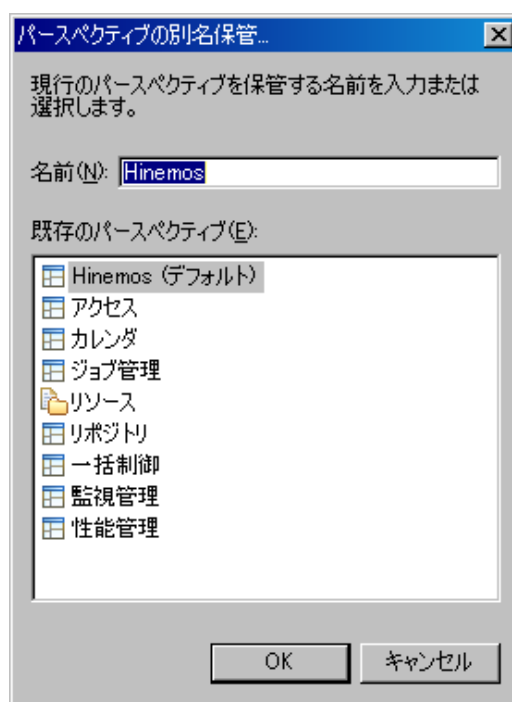 パースペクティブの別名保管...
現行のパースペクティブを保管する名前を入力または
選択します。
名前(N): Hinemos
既存のパースペクティブ(E):
Hinemos (デフォルト)
アクセス
カレンダ
ジョブ管理
リソース
リポジトリ
一括制御
監視管理
性能管理
OK キャンセル